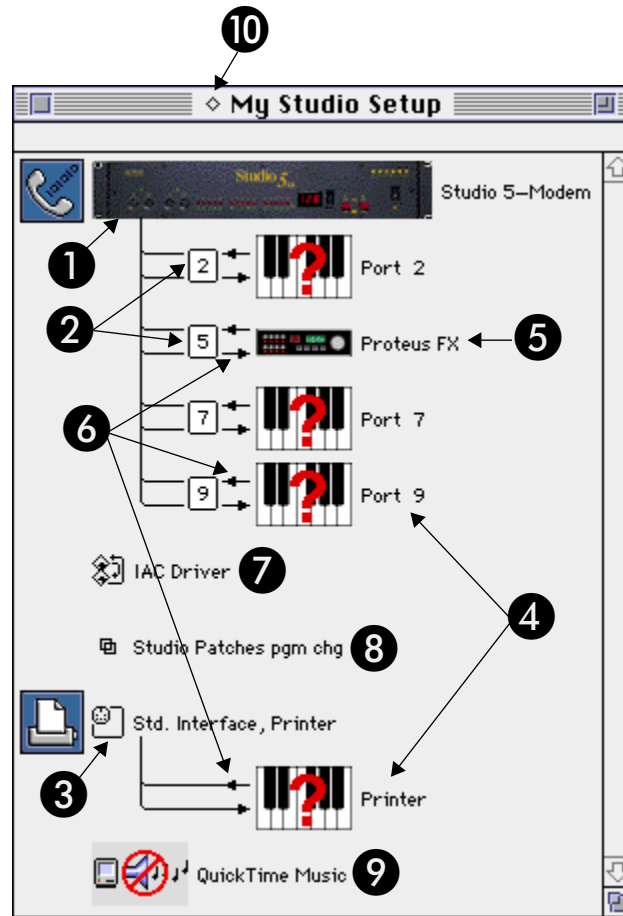 10
My Studio Setup
Studio 5
Studio 5–Modem
1
2
Port 2
2
5
Proteus FX
5
6
7
Port 7
9
Port 9
IAC Driver
7
4
Studio Patches pgm chg
8
Std. Interface, Printer
3
Printer
QuickTime Music
9